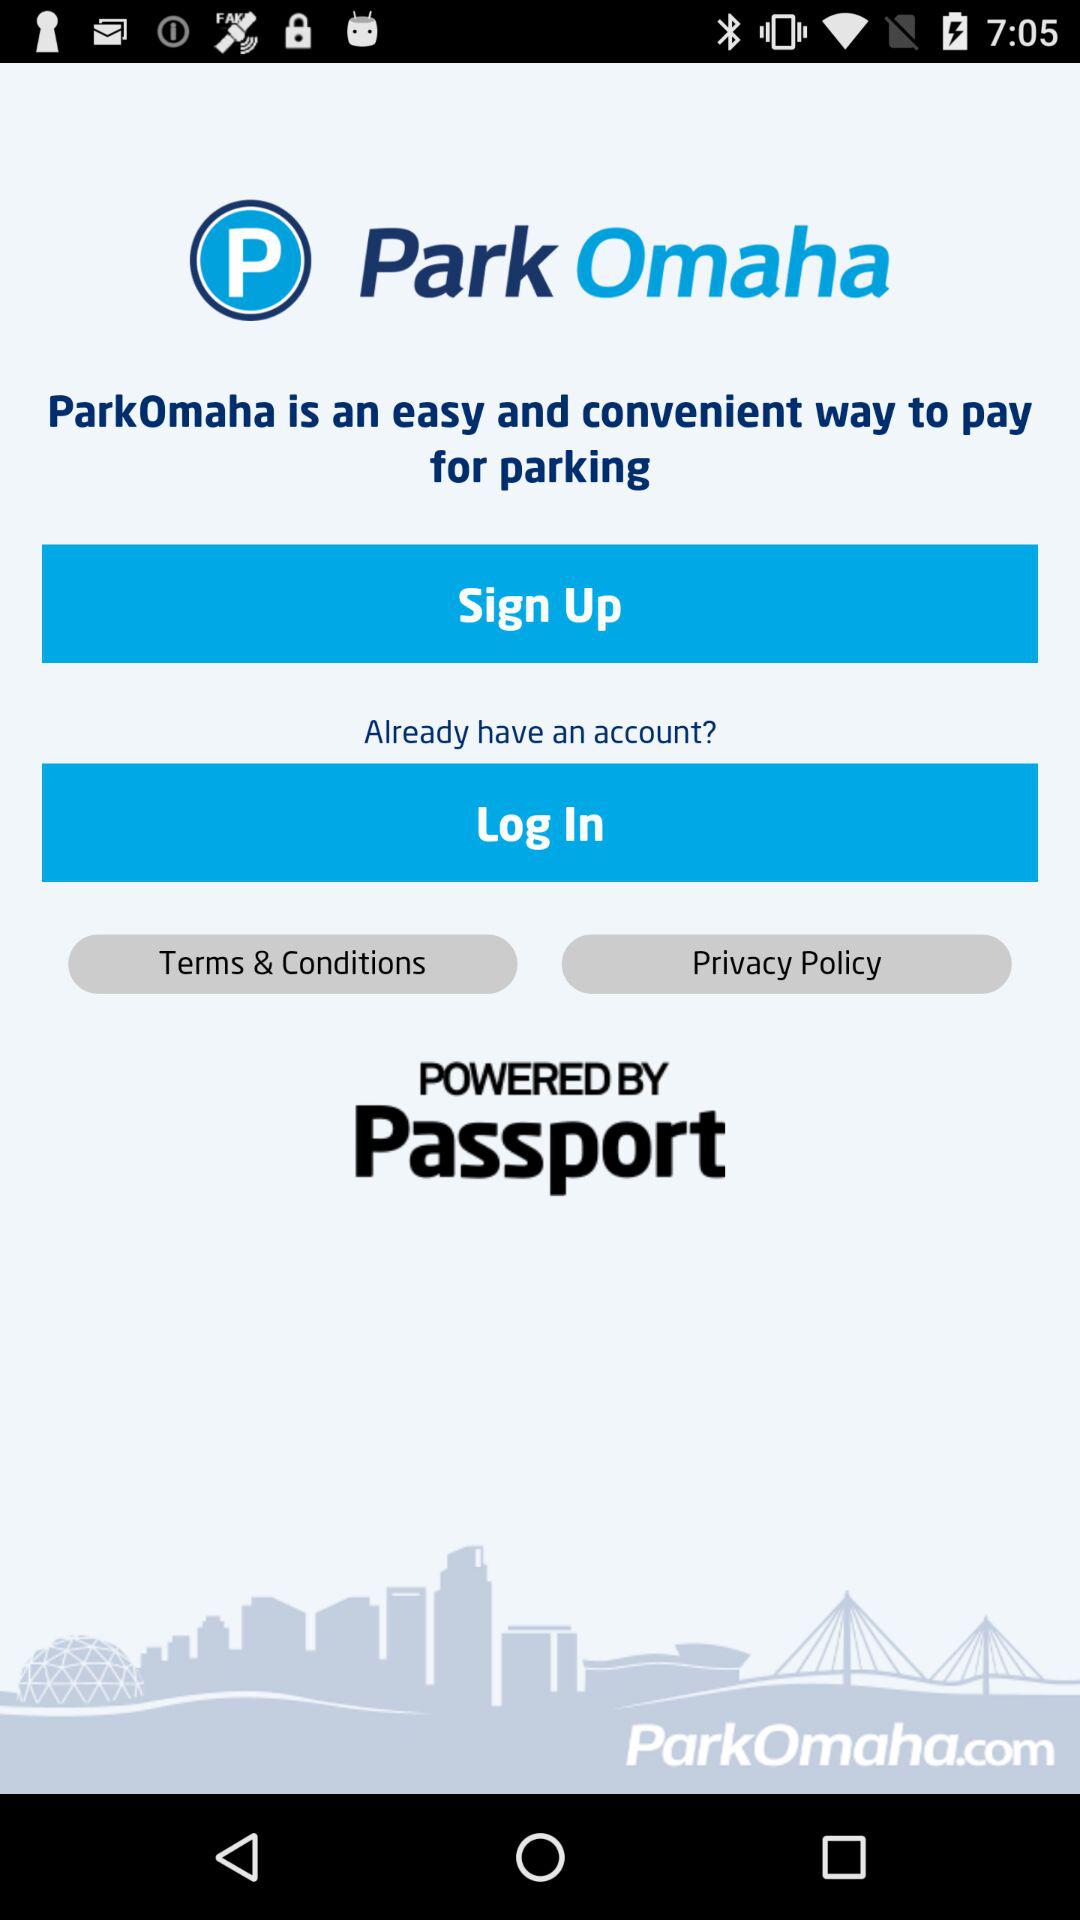 FAKE
7:05
P
Park Omaha
ParkOmaha is an easy and convenient way to pay
for parking
Sign Up
Already have an account?
Log In
Terms & Conditions
Privacy Policy
POWERED BY
Passport
ParkOmaha.com